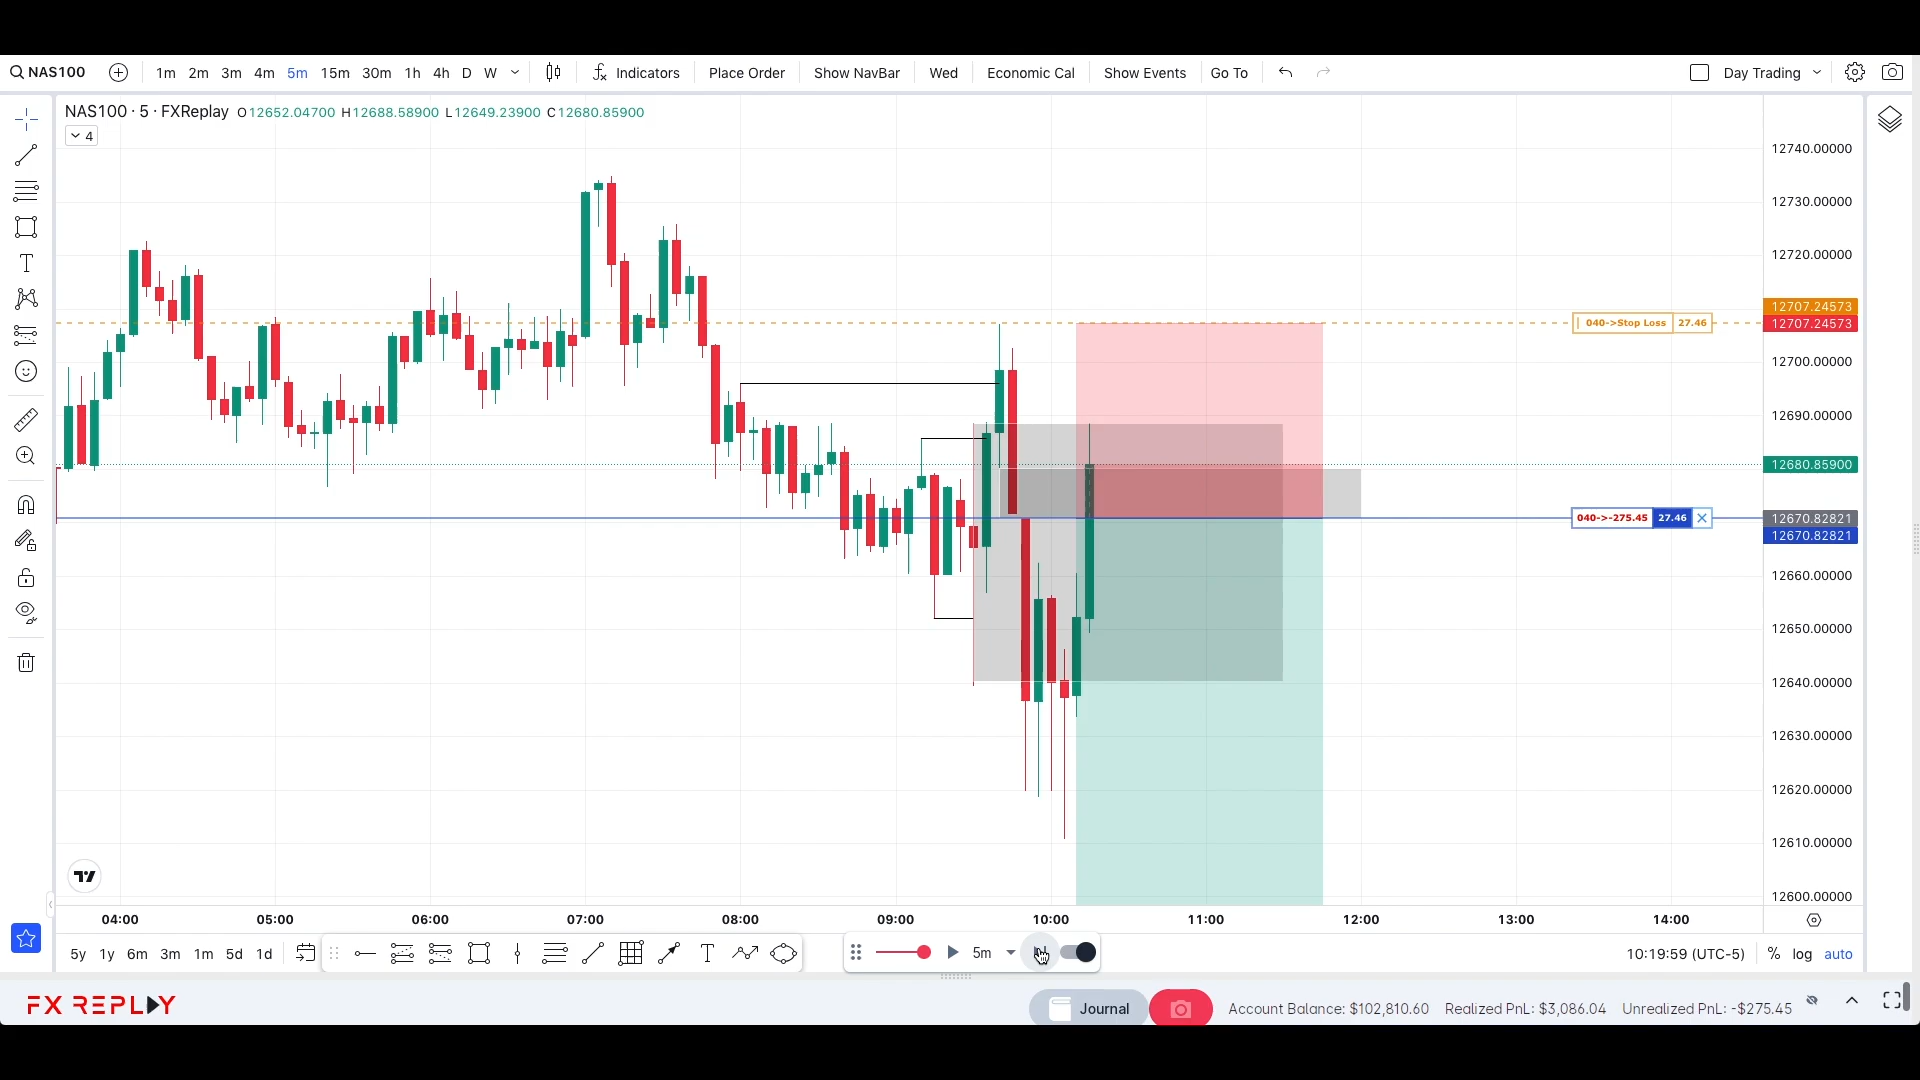 NAS100 1m 2m 3m 4m 5m 15m 30m 1h 4h D W Indicators Place Order Show NavBar Wed Economic Cal Show Events Go To Day Trading
NAS100 · 5 · FXReplay O12652.04700 H12688.58900 L12649.23900 C12680.85900
4
12740.00000
12730.00000
12720.00000
12707.24573
040->Stop Loss 27.46 12707.24573
12700.00000
12690.00000
12680.85900
040->-275.45 27.46 12670.82821
12670.82821
12660.00000
12650.00000
12640.00000
12630.00000
12620.00000
12610.00000
12600.00000
04:00 05:00 06:00 07:00 08:00 09:00 10:00 11:00 12:00 13:00 14:00
5y 1y 6m 3m 1m 5d 1d T 5m 10:19:59 (UTC-5) % log auto
FX REPLAY Journal Account Balance: $102,810.60 Realized PnL: $3,086.04 Unrealized PnL: -$275.45